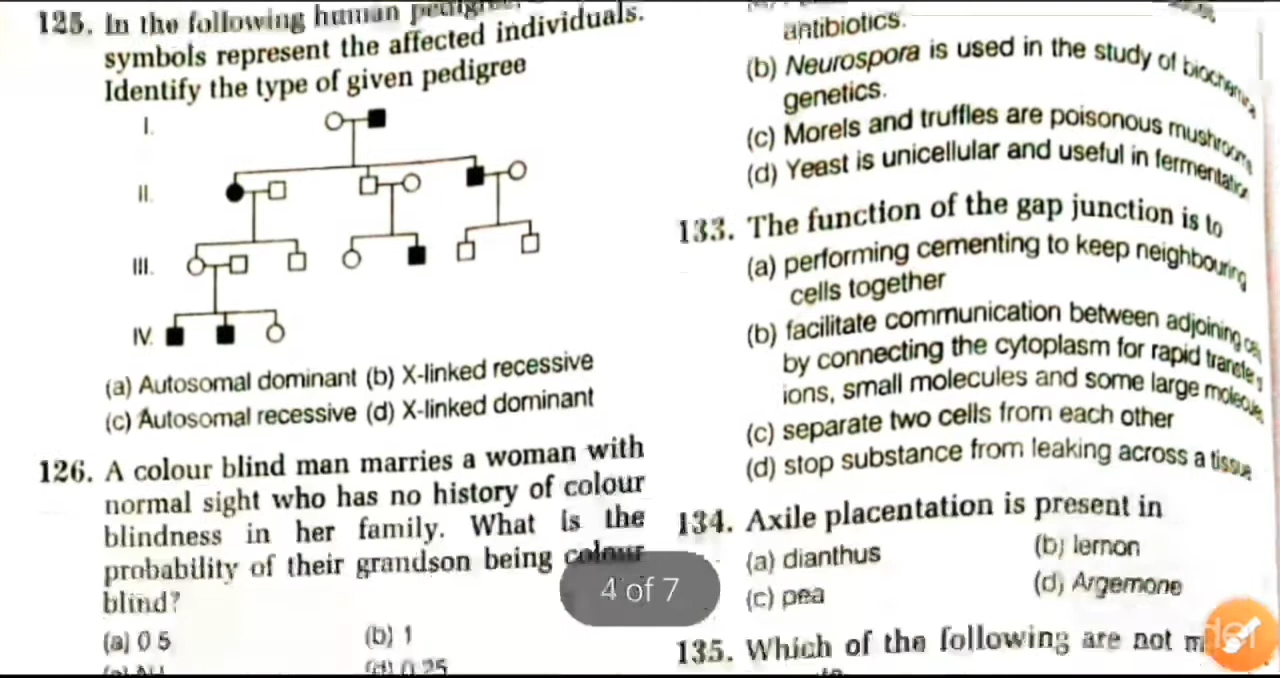 125. In the following human
symbols represent the affected individuals.
Identify the type of given pedigree
I.
II.
III.
IV.
(a) Autosomal dominant (b) X-linked recessive
(c) Autosomal recessive (d) X-linked dominant
126. A colour blind man marries a woman with
normal sight who has no history of colour
blindness in her family. What is the
probability of their grandson being colour
blind?
(a) 0 5 (b) 1
(d) 0.25
antibiotics.
(b) Neurospora is used in the study of
genetics.
(c) Morels and truffles are poisonous mushrooms
(d) Yeast is unicellular and useful in fermentation
133. The function of the gap junction is to
(a) performing cementing to keep neighbouring
cells together
(b) facilitate communication between adjoining
by connecting the cytoplasm for rapid
ions, small molecules and some large
(c) separate two cells from each other
(d) stop substance from leaking across a tissue
134. Axile placentation is present in
(a) dianthus (b) lemon
(c) pea (d) Argemone
135. Which of the following are not
4 of 7